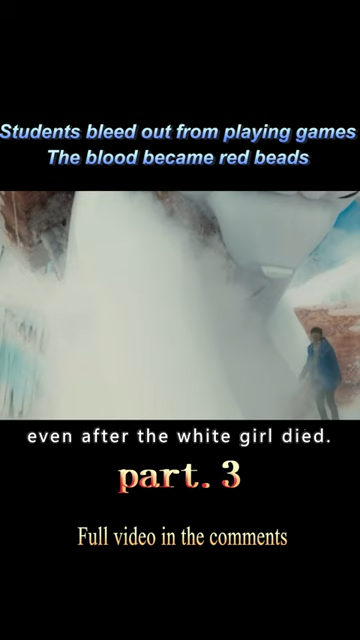 Students bleed out from playing games
The blood became red beads
even after the white girl died.
part.3
Full video in the comments